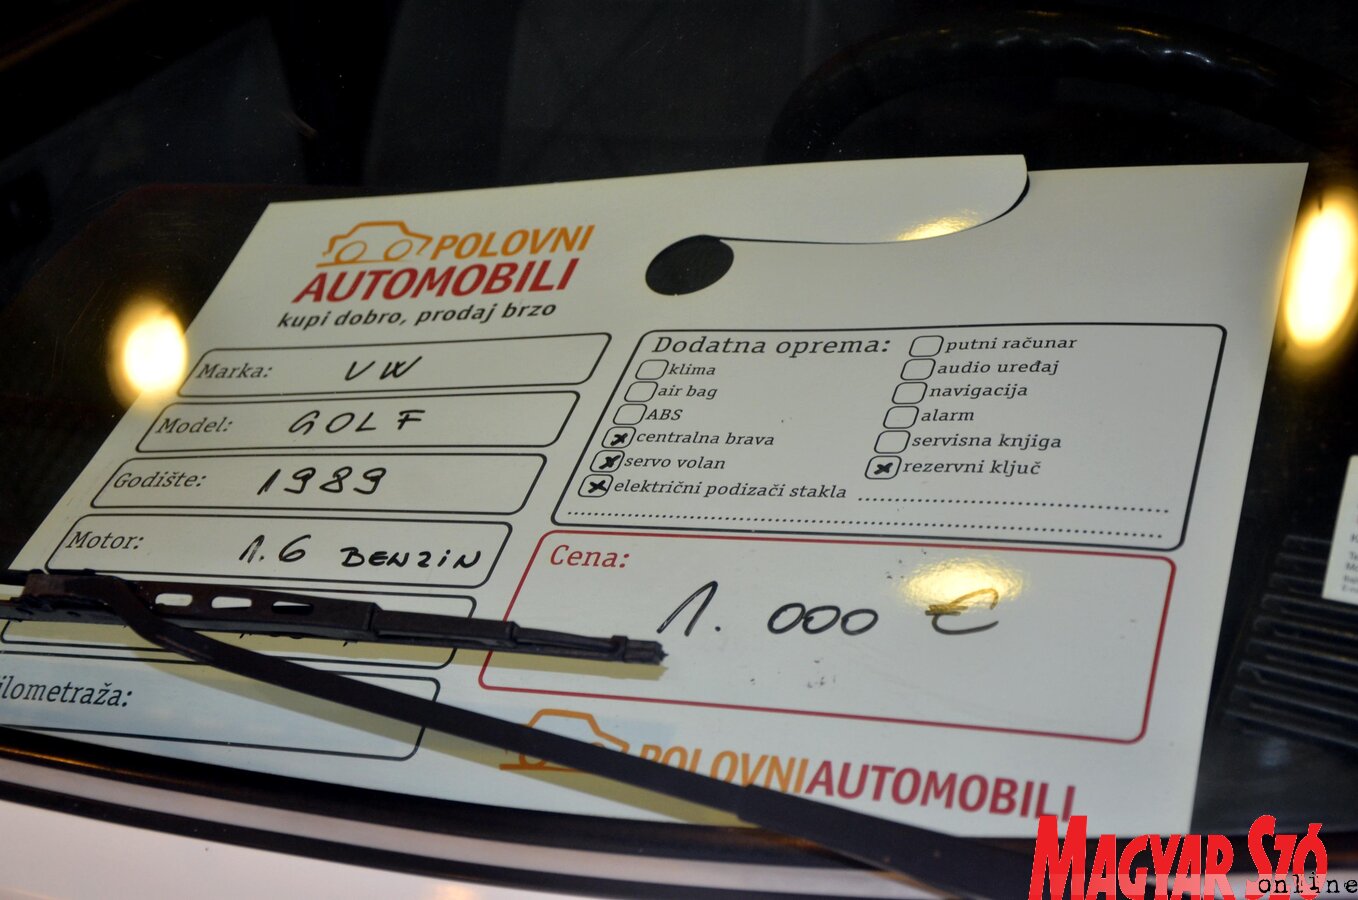 POLOVNI
AUTOMOBILI
kupi dobro, prodaj brzo
Marka: VW
Model: GOLF
Godište: 1989
Motor: 1.6 BENZIN
ilometraža:
Dodatna oprema:
klima
air bag
ABS
centralna brava
servo volan
električni podizači stakla
putni računar
audio uređaj
navigacija
alarm
servisna knjiga
rezervni ključ
Cena:
1.000 €
POLOVNIAUTOMOBILI
MAGYAR SZÓ
online